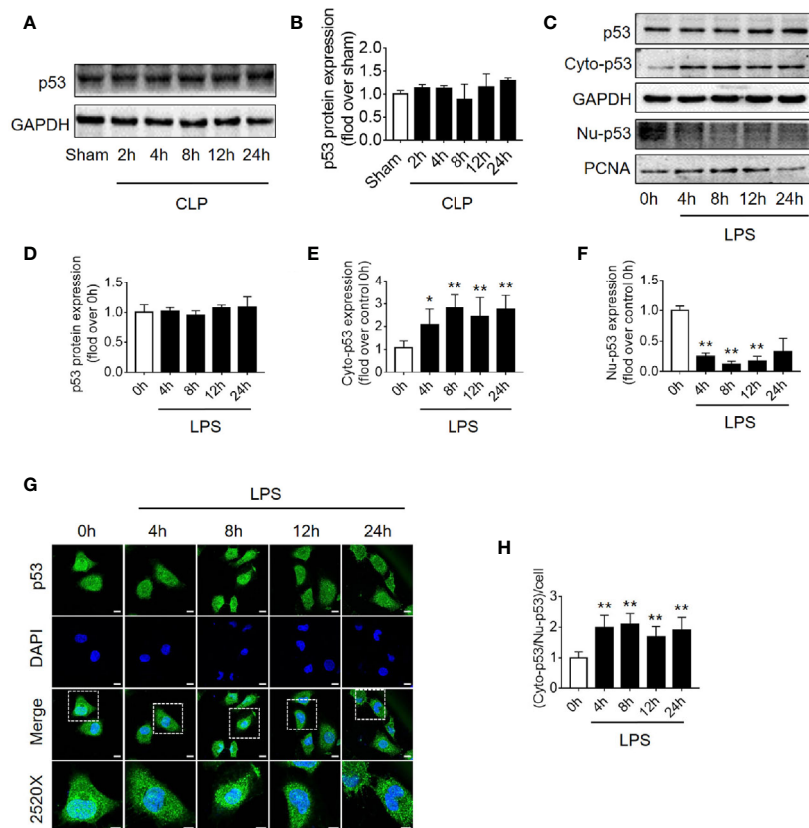 A
p53
GAPDH
Sham 2h 4h 8h 12h 24h
CLP
B
p53 protein expression
(flod over sham)
2.0
1.5
1.0
0.5
0.0
Sham 2h 4h 8h 12h 24h
CLP
C
p53
Cyto-p53
GAPDH
Nu-p53
PCNA
0h 4h 8h 12h 24h
LPS
D
p53 protein expression
(flod over 0h)
1.5
1.0
0.5
0.0
0h 4h 8h 12h 24h
LPS
E
Cyto-p53 expression
(flod over control 0h)
4
3
2
1
0
* ** ** **
0h 4h 8h 12h 24h
LPS
F
Nu-p53 expression
(flod over control 0h)
1.5
1.0
0.5
0.0
** ** **
0h 4h 8h 12h 24h
LPS
G
LPS
0h 4h 8h 12h 24h
p53
DAPI
Merge
2520X
H
(Cyto-p53/Nu-p53)/cell
3
2
1
0
** ** ** **
0h 4h 8h 12h 24h
LPS